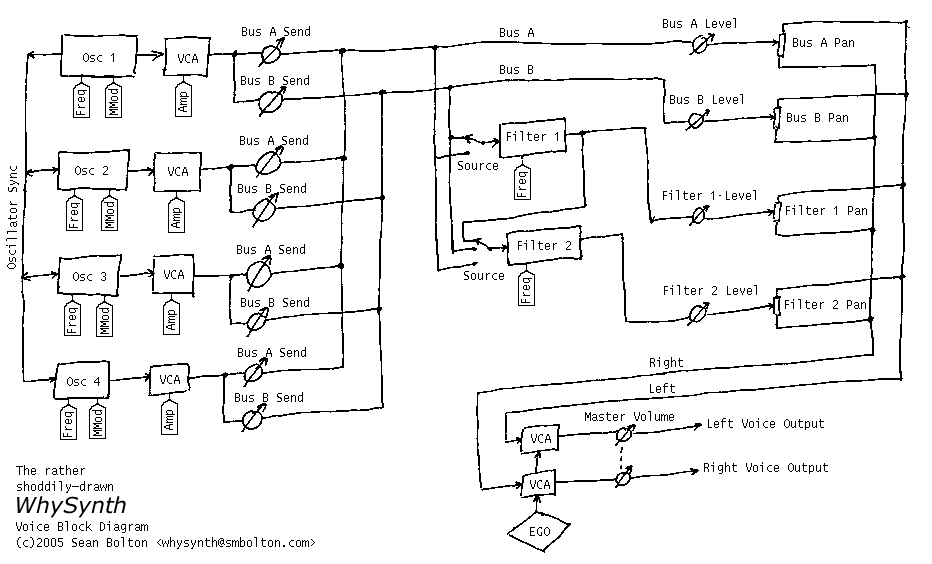 Bus A Send
Bus A
Bus A Level
Osc 1
VCA
Bus A Pan
Bus B Send
Bus B
Freq
MMod
Amp
Bus B Level
Bus B Pan
Filter 1
Bus A Send
Source
Osc 2
VCA
Freq
Bus B Send
Filter 1 Level
Freq
MMod
Amp
Filter 1 Pan
Oscillator Sync
Filter 2
Bus A Send
Source
Osc 3
VCA
Freq
Filter 2 Level
Bus B Send
Filter 2 Pan
Freq
MMod
Amp
Bus A Send
Right
Osc 4
VCA
Left
Bus B Send
Freq
MMod
Amp
Master Volume
VCA
Left Voice Output
Right Voice Output
VCA
EGO
The rather
shoddily-drawn
WhySynth
Voice Block Diagram
(c)2005 Sean Bolton <whysynth@smbolton.com>